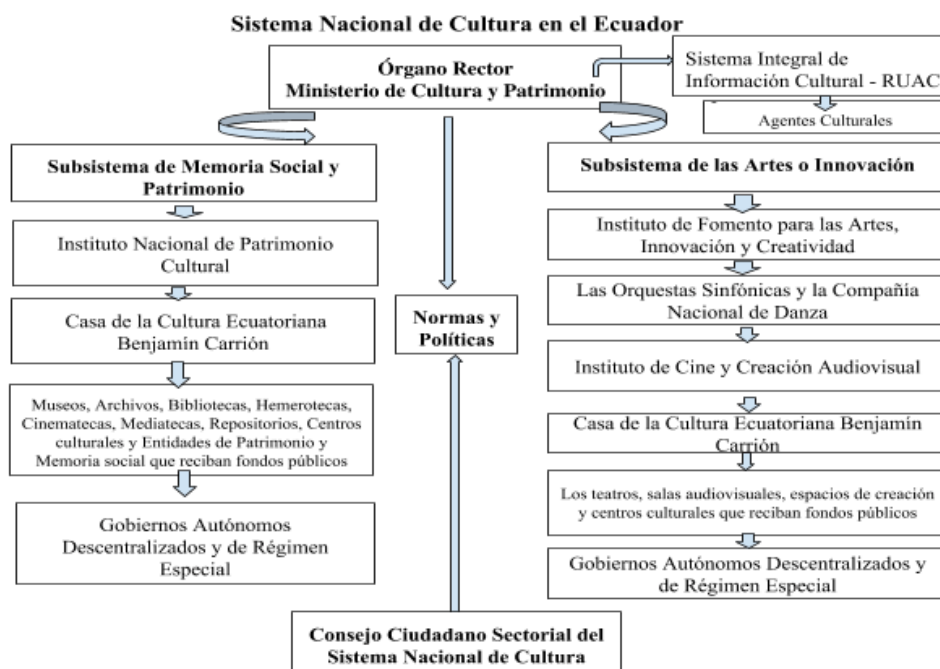 Sistema Nacional de Cultura en el Ecuador
Órgano Rector
Ministerio de Cultura y Patrimonio
Sistema Integral de
Información Cultural - RUAC
Agentes Culturales
Subsistema de Memoria Social y
Patrimonio
Instituto Nacional de Patrimonio
Cultural
Casa de la Cultura Ecuatoriana
Benjamín Carrión
Museos, Archivos, Bibliotecas, Hemerotecas,
Cinematecas, Mediatecas, Repositorios, Centros
culturales y Entidades de Patrimonio y
Memoria social que reciban fondos públicos
Gobiernos Autónomos
Descentralizados y de Régimen
Especial
Normas y
Políticas
Consejo Ciudadano Sectorial del
Sistema Nacional de Cultura
Subsistema de las Artes o Innovación
Instituto de Fomento para las Artes,
Innovación y Creatividad
Las Orquestas Sinfónicas y la Compañía
Nacional de Danza
Instituto de Cine y Creación Audiovisual
Casa de la Cultura Ecuatoriana Benjamín
Carrión
Los teatros, salas audiovisuales, espacios de creación
y centros culturales que reciban fondos públicos
Gobiernos Autónomos Descentralizados y
de Régimen Especial